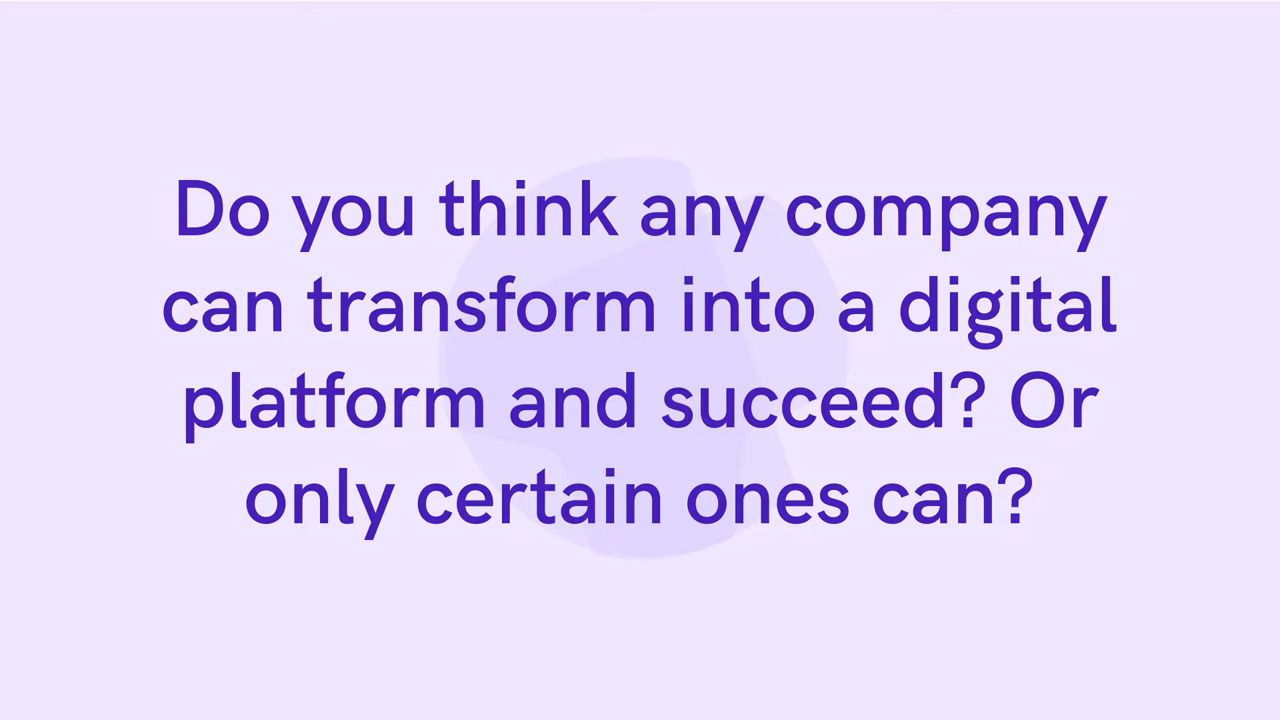 Do you think any company
can transform into a digital
platform and succeed? Or
only certain ones can?